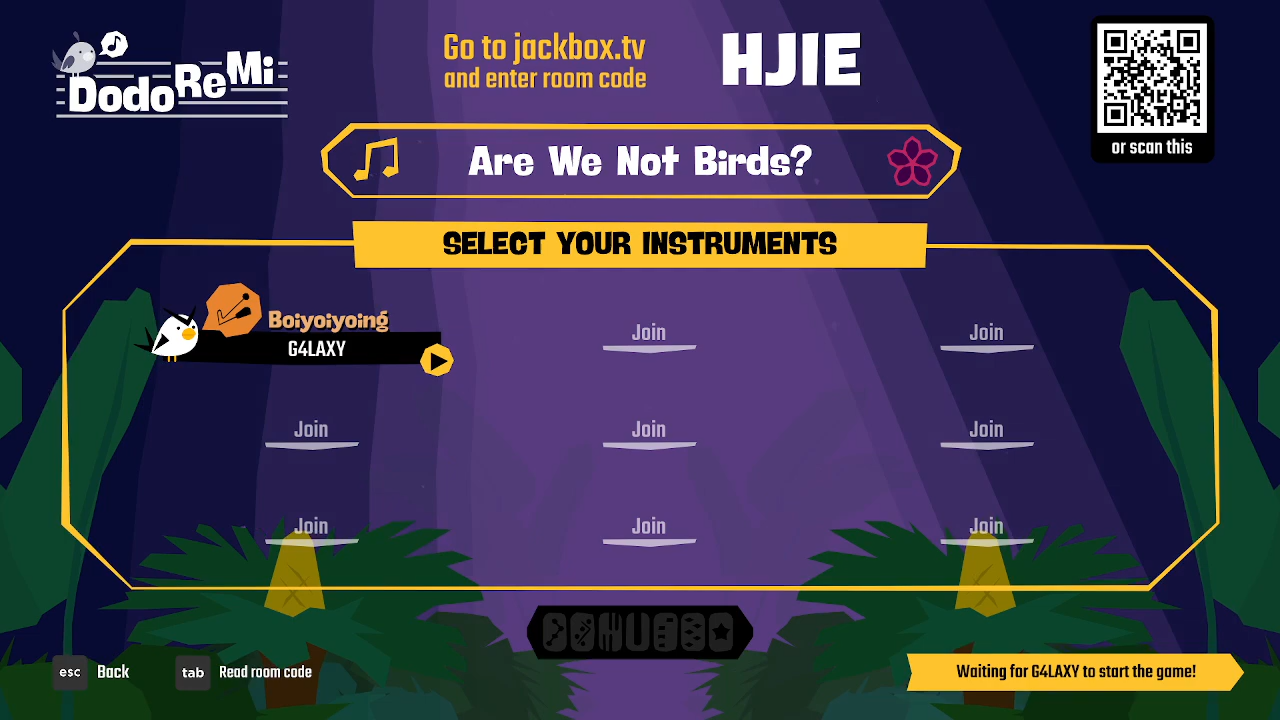 DodoReMi
Go to jackbox.tv
and enter room code
HJIE
or scan this
Are We Not Birds?
SELECT YOUR INSTRUMENTS
Boiyoiyoing
G4LAXY
Join
Join
Join
Join
Join
Join
Join
Join
esc Back
tab Read room code
Waiting for G4LAXY to start the game!